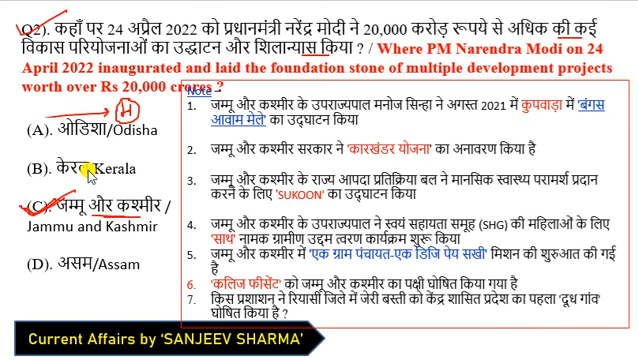 Q2). कहाँ पर 24 अप्रैल 2022 को प्रधानमंत्री नरेंद्र मोदी ने 20,000 करोड़ रूपये से अधिक की कई
विकास परियोजनाओं का उद्घाटन और शिलान्यास किया ? / Where PM Narendra Modi on 24
April 2022 inaugurated and laid the foundation stone of multiple development projects
worth over Rs 20,000 crores ?
H
(A). ओडिशा/Odisha
(B). केरल/Kerala
(C). जम्मू और कश्मीर /
Jammu and Kashmir
(D). असम/Assam
Note –
1. जम्मू और कश्मीर के उपराज्यपाल मनोज सिन्हा ने अगस्त 2021 में कुपवाड़ा में 'बंगस
आवाम मेले' का उद्घाटन किया
2. जम्मू और कश्मीर सरकार ने 'कारखंडर योजना' का अनावरण किया है
3. जम्मू और कश्मीर के राज्य आपदा प्रतिक्रिया बल ने मानसिक स्वास्थ्य परामर्श प्रदान
करने के लिए 'SUKOON' का उद्घाटन किया
4. जम्मू और कश्मीर के उपराज्यपाल ने स्वयं सहायता समूह (SHG) की महिलाओं के लिए
'साथ' नामक ग्रामीण उद्यम त्वरण कार्यक्रम शुरू किया
5. जम्मू और कश्मीर में 'एक ग्राम पंचायत-एक डिजि पेय सखी' मिशन की शुरुआत की गई
है
6. 'कलिज फीसेंट' को जम्मू और कश्मीर का पक्षी घोषित किया गया है
7. किस प्रशाशन ने रियासी जिले में जेरी बस्ती को केंद्र शासित प्रदेश का पहला 'दूध गांव'
घोषित किया है ?
Current Affairs by 'SANJEEV SHARMA'